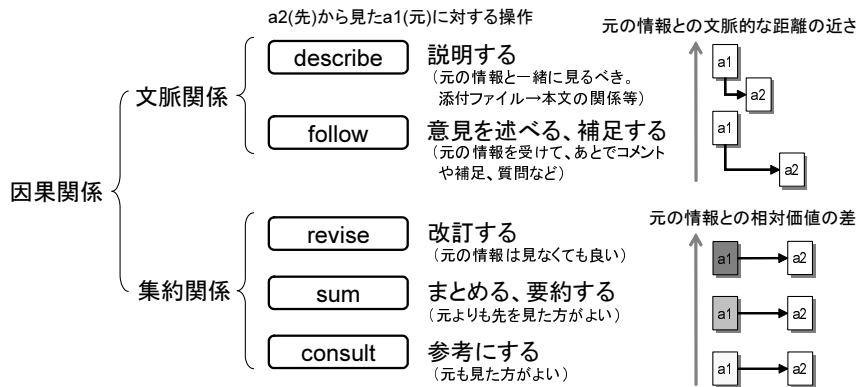 a2(先)から見たa1(元)に対する操作
元の情報との文脈的な距離の近さ
因果関係
文脈関係
describe
説明する
(元の情報と一緒に見るべき。
添付ファイル→本文の関係等)
follow
意見を述べる、補足する
(元の情報を受けて、あとでコメント
や補足、質問など)
a1
a2
a1
a2
集約関係
元の情報との相対価値の差
revise
改訂する
(元の情報は見なくても良い)
sum
まとめる、要約する
(元よりも先を見た方がよい)
consult
参考にする
(元も見た方がよい)
a1
a2
a1
a2
a1
a2